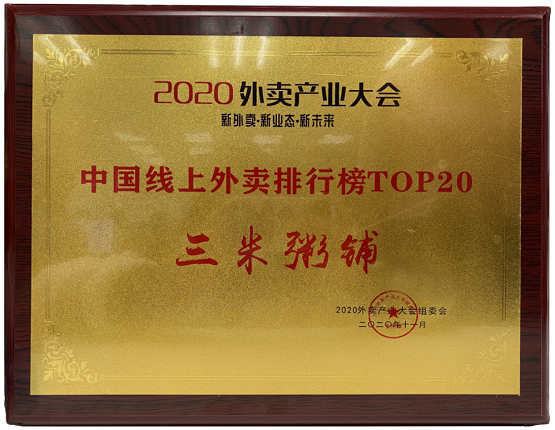 2020外卖产业大会
新外卖·新业态·新未来
中国线上外卖排行榜TOP20
三米粥铺
2020外卖产业大会组委会
二〇二〇年十一月